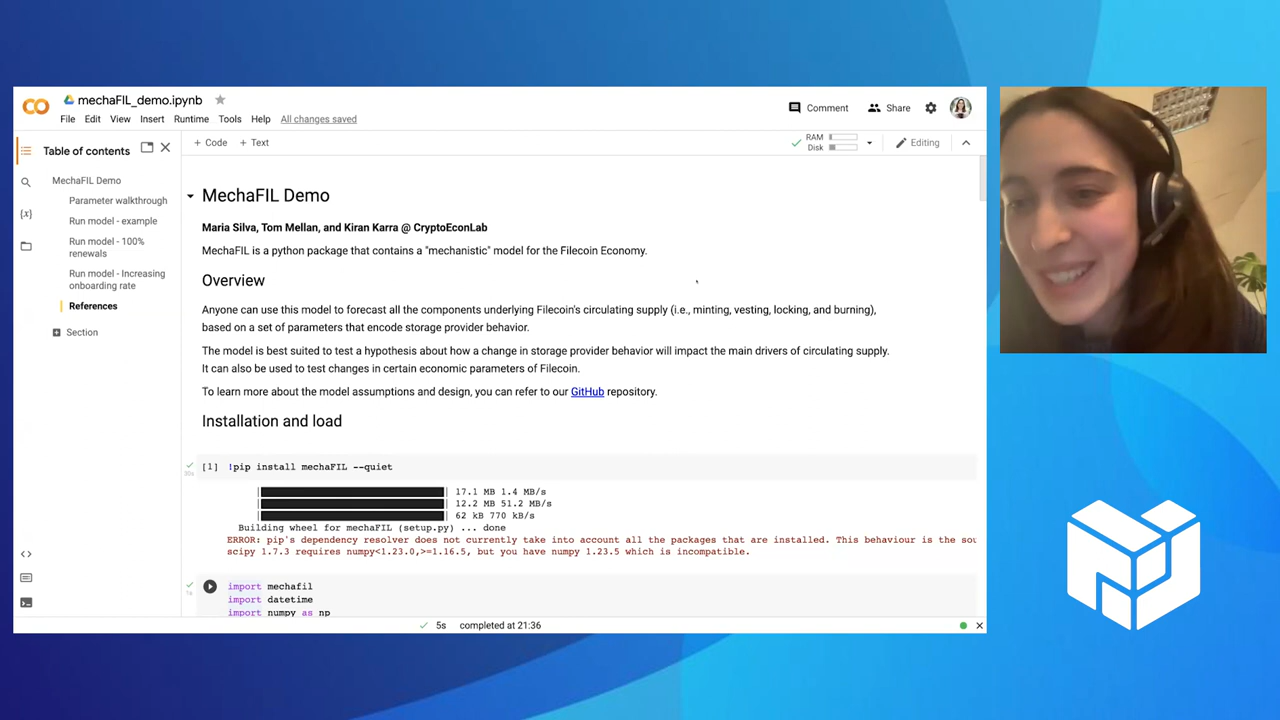 mechaFIL_demo.ipynb
File Edit View Insert Runtime Tools Help All changes saved
Comment Share
Table of contents
MechaFIL Demo
Parameter walkthrough
Run model - example
Run model - 100%
renewals
Run model - Increasing
onboarding rate
References
Section
+ Code + Text
RAM
Disk
Editing
MechaFIL Demo
Maria Silva, Tom Mellan, and Kiran Karra @ CryptoEconLab
MechaFIL is a python package that contains a "mechanistic" model for the Filecoin Economy.
Overview
Anyone can use this model to forecast all the components underlying Filecoin's circulating supply (i.e., minting, vesting, locking, and burning),
based on a set of parameters that encode storage provider behavior.
The model is best suited to test a hypothesis about how a change in storage provider behavior will impact the main drivers of circulating supply.
It can also be used to test changes in certain economic parameters of Filecoin.
To learn more about the model assumptions and design, you can refer to our GitHub repository.
Installation and load
30s
[1] !pip install mechaFIL --quiet
17.1 MB 1.4 MB/s
12.2 MB 51.2 MB/s
62 kB 770 kB/s
Building wheel for mechaFIL (setup.py) ... done
ERROR: pip's dependency resolver does not currently take into account all the packages that are installed. This behaviour is the sou
scipy 1.7.3 requires numpy<1.23.0,>=1.16.5, but you have numpy 1.23.5 which is incompatible.
1s
import mechafil
import datetime
import numpy as np
5s completed at 21:36